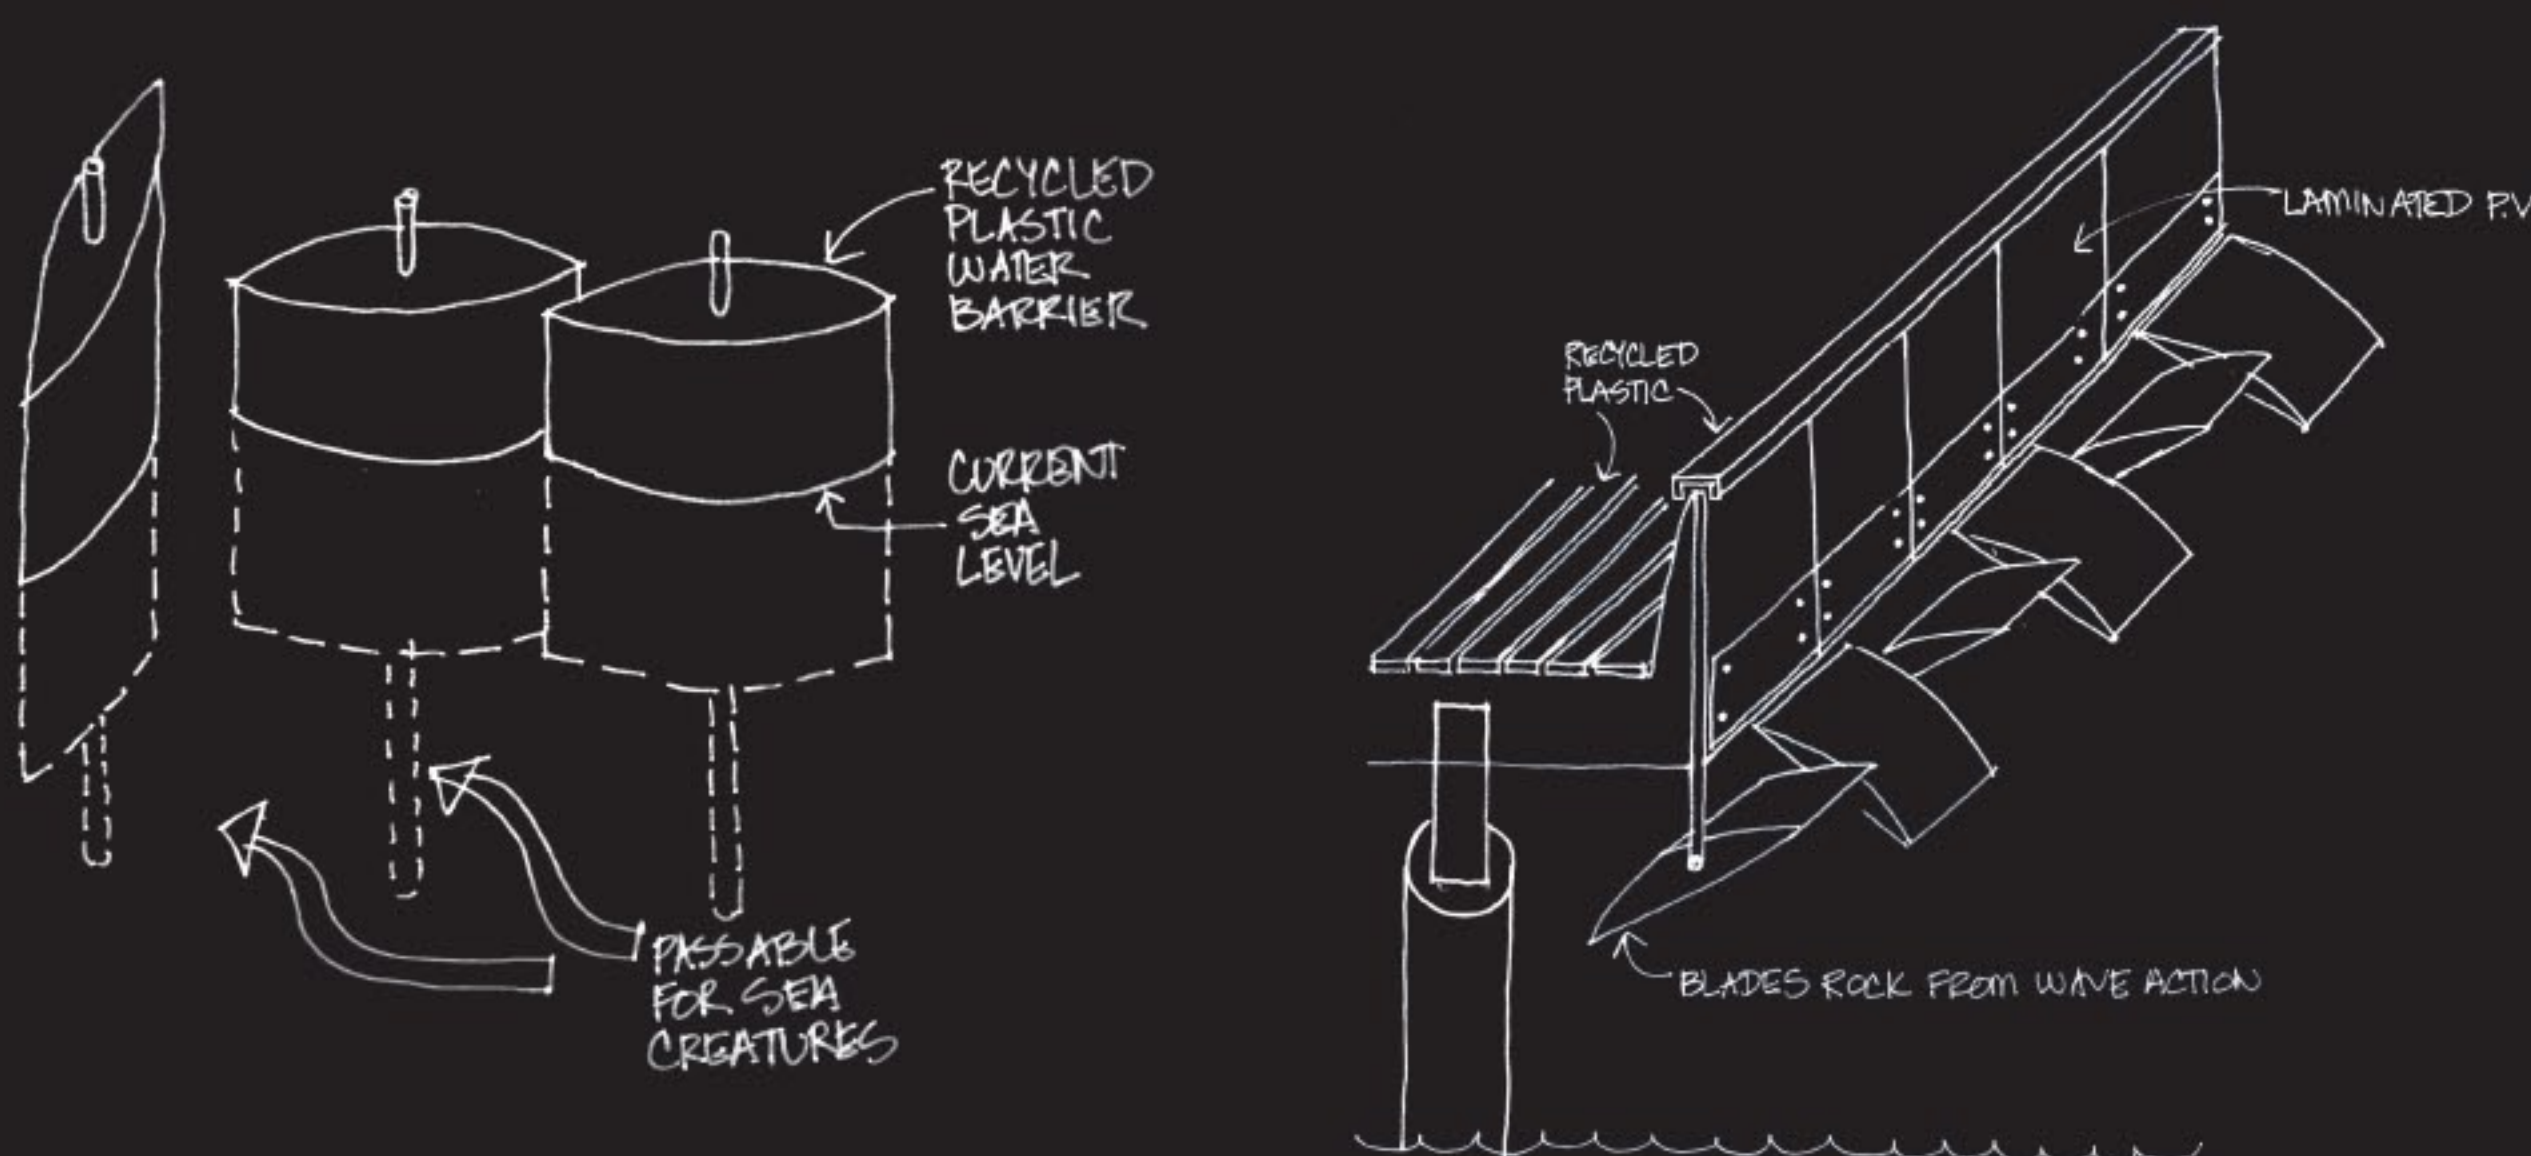 RECYCLED
PLASTIC
WATER
BARRIER
CURRENT
SEA
LEVEL
PASSABLE
FOR SEA
CREATURES
RECYCLED
PLASTIC
LAMINATED P.V
BLADES ROCK FROM WAVE ACTION